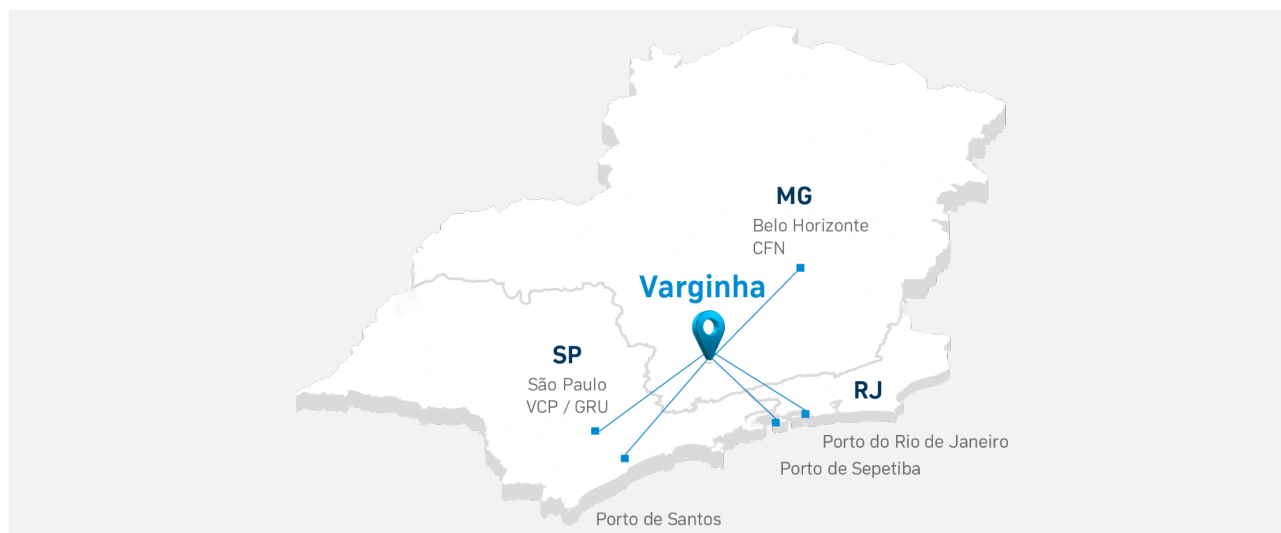 MG
Belo Horizonte
CFN
Varginha
SP
São Paulo
VCP / GRU
RJ
Porto do Rio de Janeiro
Porto de Sepetiba
Porto de Santos